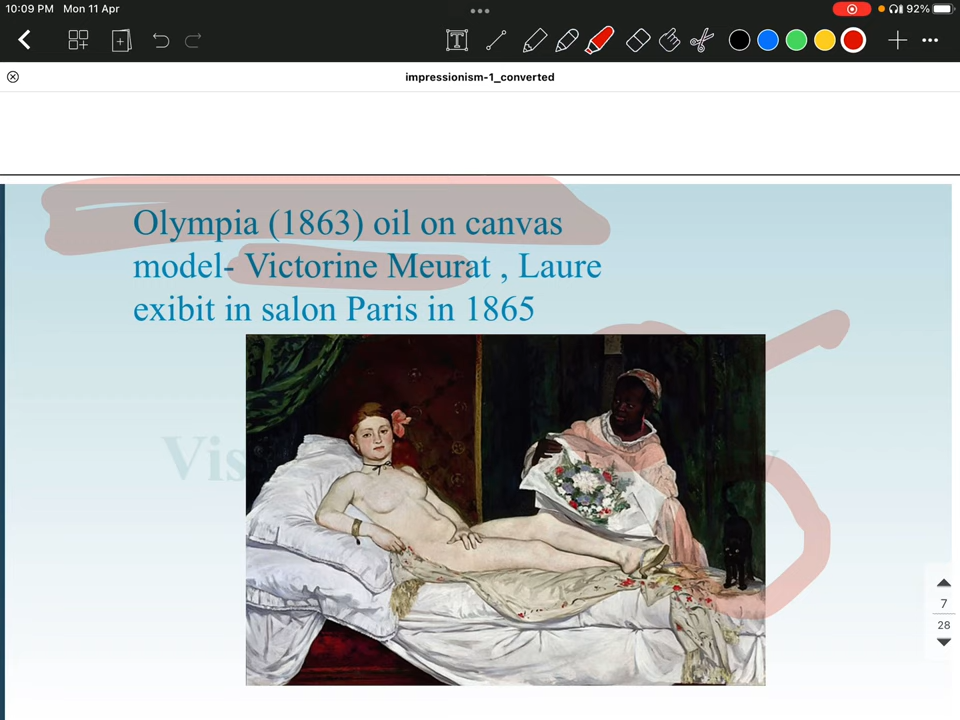 10:09 PM Mon 11 Apr
92%
T
impressionism-1_converted
Olympia (1863) oil on canvas
model- Victorine Meurat , Laure
exibit in salon Paris in 1865
7
28